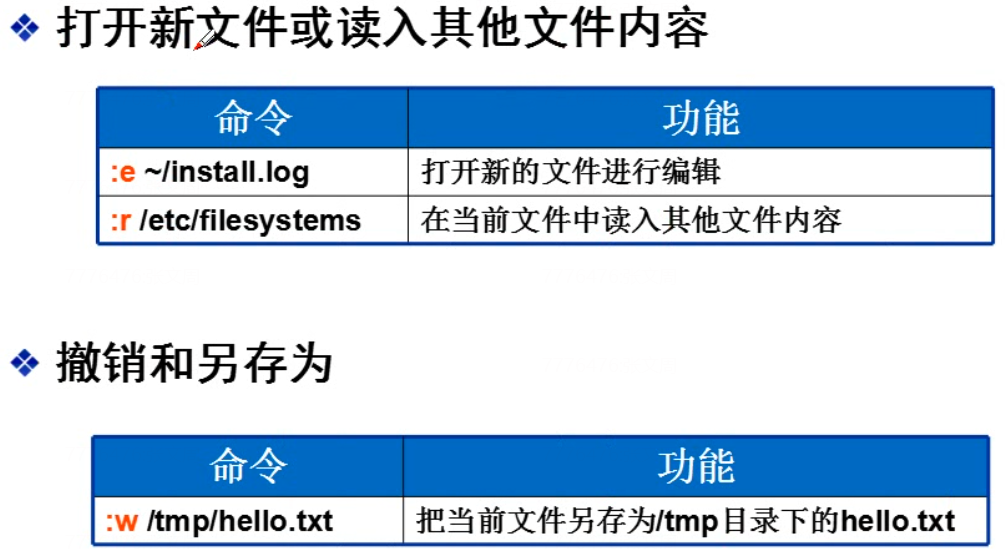 打开新文件或读入其他文件内容
命令 功能
:e ~/install.log 打开新的文件进行编辑
:r /etc/filesystems 在当前文件中读入其他文件内容
撤销和另存为
命令 功能
:w /tmp/hello.txt 把当前文件另存为/tmp目录下的hello.txt